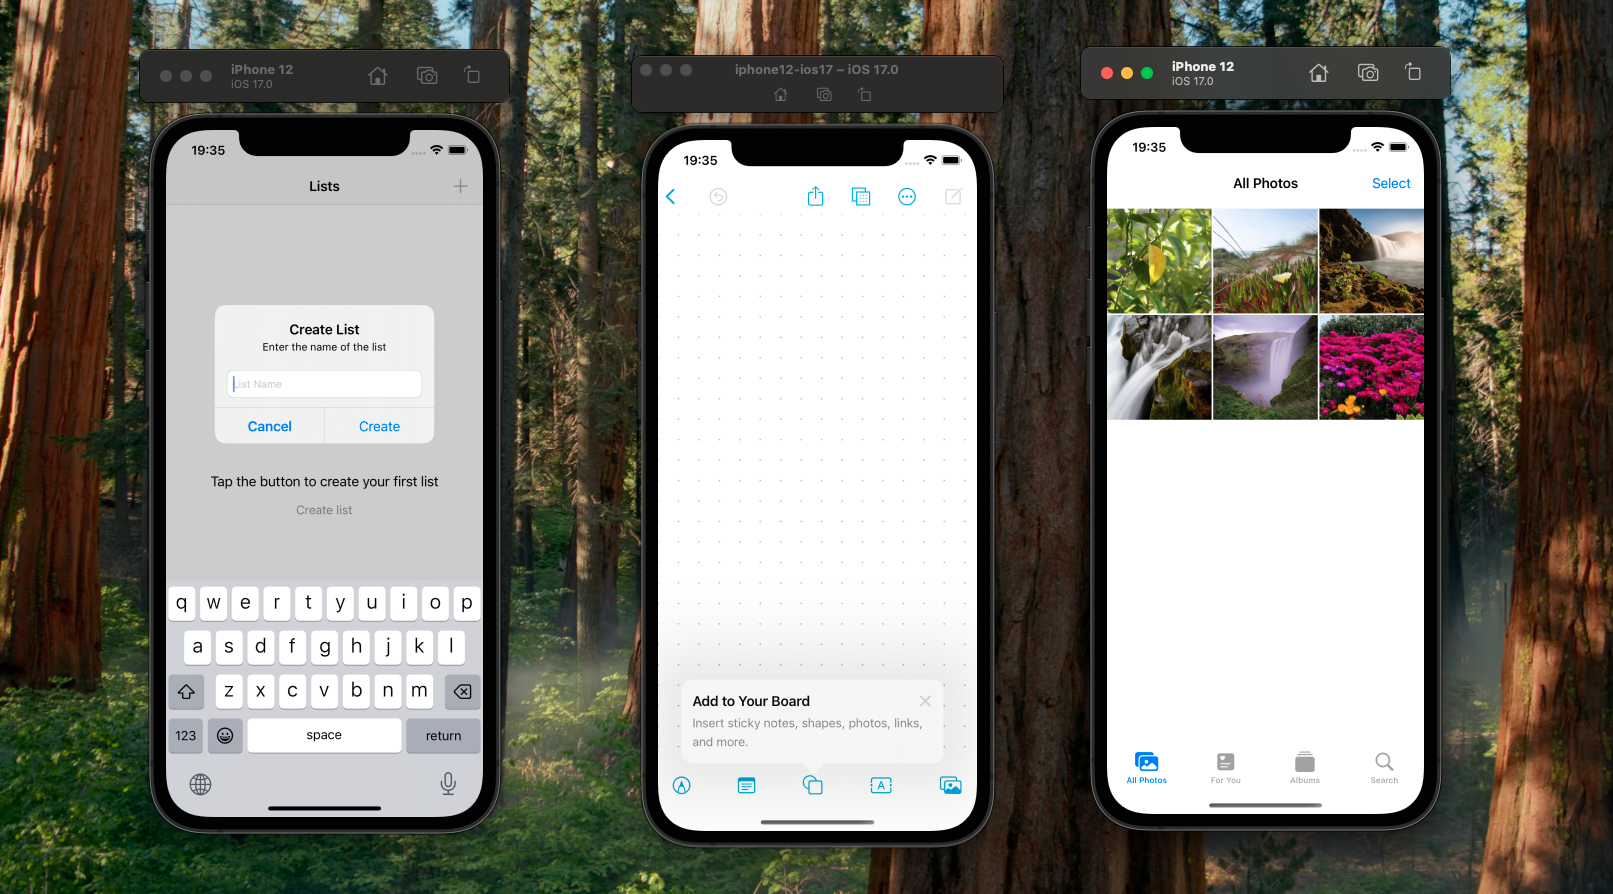 iPhone 12
iOS 17.0
19:35
Lists
Create List
Enter the name of the list
List Name
Cancel
Create
Tap the button to create your first list
Create list
q w e r t y u i o p
a s d f g h j k l
z x c v b n m
123
space
return
iphone12-ios17 – iOS 17.0
19:35
Add to Your Board
Insert sticky notes, shapes, photos, links,
and more.
A
iPhone 12
iOS 17.0
19:35
All Photos
Select
All Photos
For You
Albums
Search